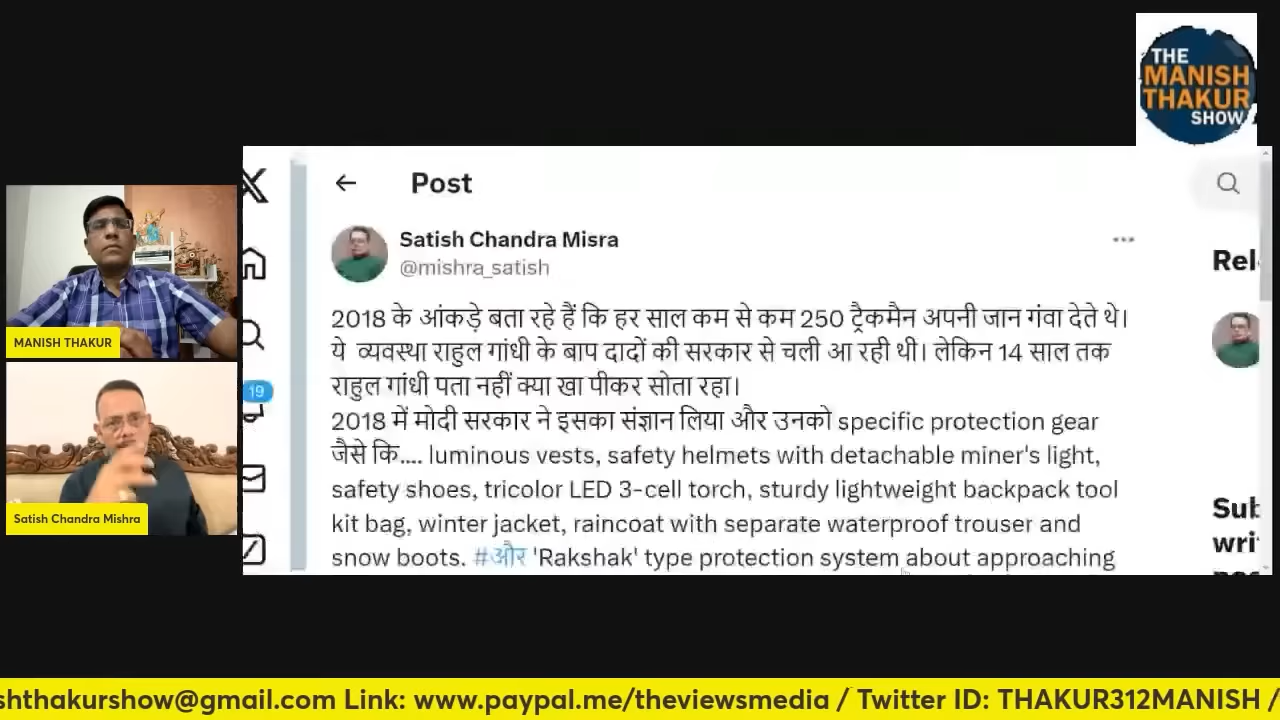 THE
MANISH
THAKUR
SHOW
X
Post
Satish Chandra Misra
@mishra_satish
2018 के आंकड़े बता रहे हैं कि हर साल कम से कम 250 ट्रैकमैन अपनी जान गंवा देते थे।
ये व्यवस्था राहुल गांधी के बाप दादों की सरकार से चली आ रही थी। लेकिन 14 साल तक
राहुल गांधी पता नहीं क्या खा पीकर सोता रहा।
2018 में मोदी सरकार ने इसका संज्ञान लिया और उनको specific protection gear
जैसे कि.... luminous vests, safety helmets with detachable miner's light,
safety shoes, tricolor LED 3-cell torch, sturdy lightweight backpack tool
kit bag, winter jacket, raincoat with separate waterproof trouser and
snow boots. #और 'Rakshak' type protection system about approaching
19
Rel
Sub
wri
MANISH THAKUR
Satish Chandra Mishra
shthakurshow@gmail.com Link: www.paypal.me/theviewsmedia / Twitter ID: THAKUR312MANISH /